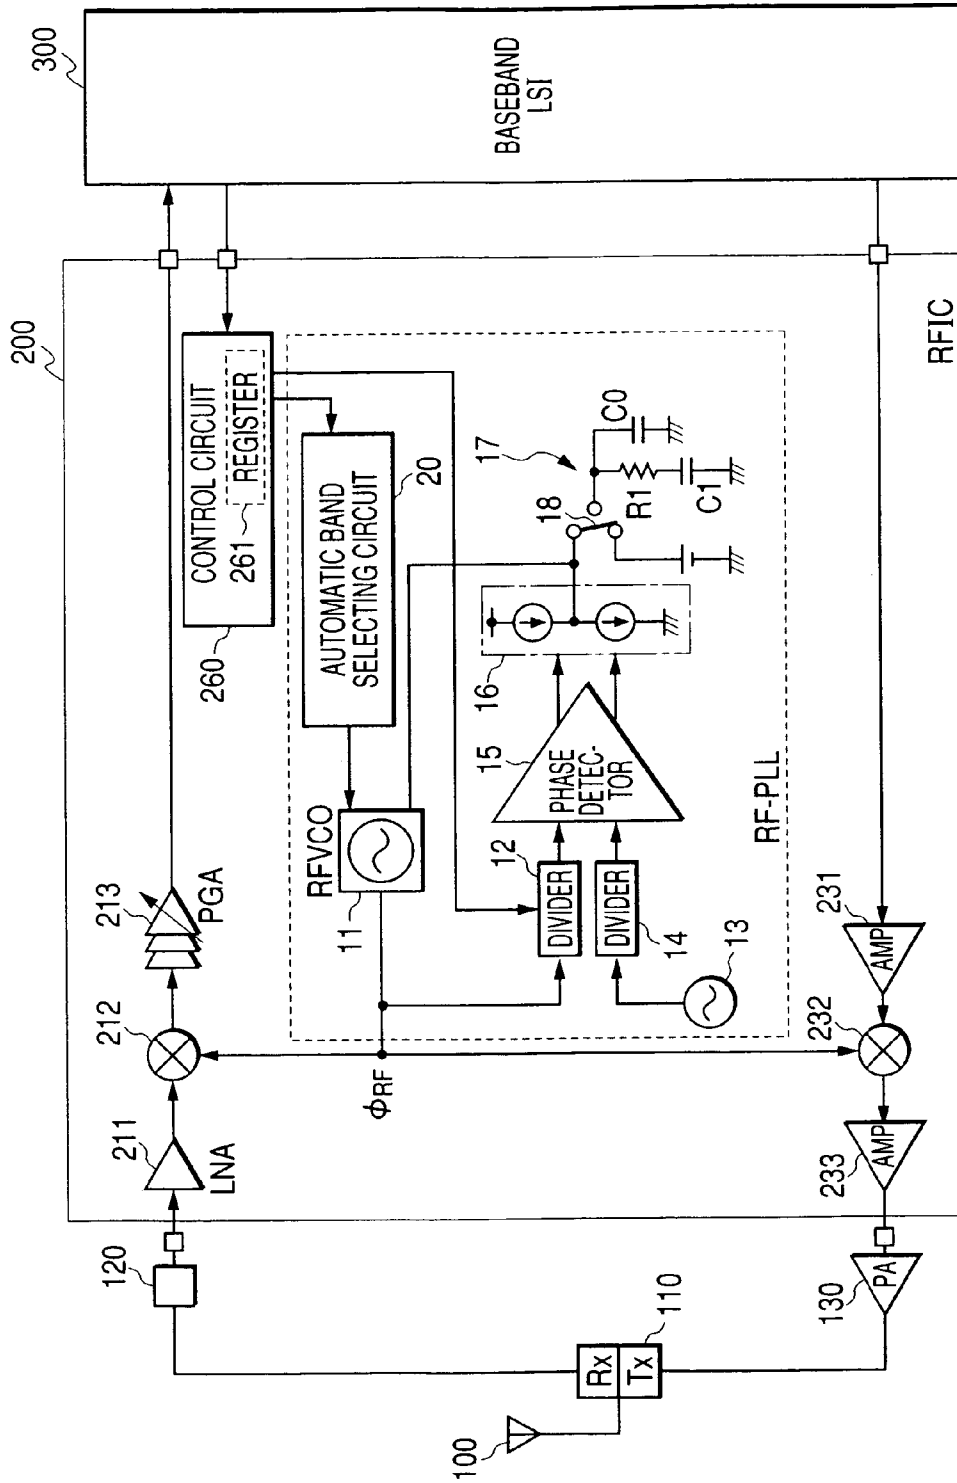 300
BASEBAND
LSI
200
RFIC
CONTROL CIRCUIT
261
REGISTER
260
AUTOMATIC BAND
SELECTING CIRCUIT
20
17
18
C0
R1
C1
16
15
PHASE
DETEC-
TOR
RF-PLL
RFVCO
11
12
DIVIDER
DIVIDER
14
13
213
PGA
212
ΦRF
211
LNA
231
AMP
232
233
AMP
120
130
PA
110
Rx
Tx
100